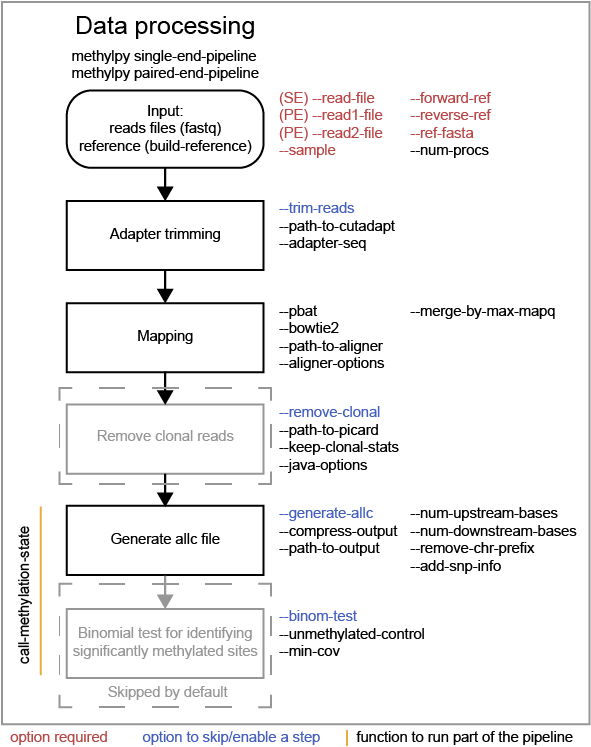 Data processing
methylpy single-end-pipeline
methylpy paired-end-pipeline
Input:
reads files (fastq)
reference (build-reference)
(SE) --read-file
(PE) --read1-file
(PE) --read2-file
--sample
--forward-ref
--reverse-ref
--ref-fasta
--num-procs
Adapter trimming
--trim-reads
--path-to-cutadapt
--adapter-seq
Mapping
--pbat
--bowtie2
--path-to-aligner
--aligner-options
--merge-by-max-mapq
Remove clonal reads
--remove-clonal
--path-to-picard
--keep-clonal-stats
--java-options
call-methylation-state
Generate allc file
--generate-allc
--compress-output
--path-to-output
--num-upstream-bases
--num-downstream-bases
--remove-chr-prefix
--add-snp-info
Binomial test for identifying
significantly methylated sites
Skipped by default
--binom-test
--unmethylated-control
--min-cov
option required
option to skip/enable a step
function to run part of the pipeline